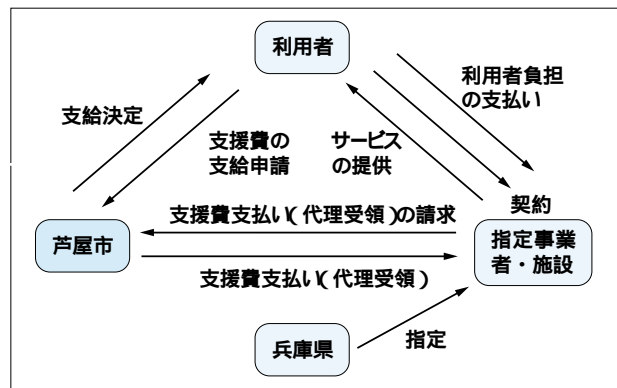 利用者
利用者負担
の支払い
支給決定
支援費の
支給申請
サービス
の提供
契約
支援費支払い(代理受領)の請求
芦屋市
指定事業
者・施設
支援費支払い(代理受領)
兵庫県
指定